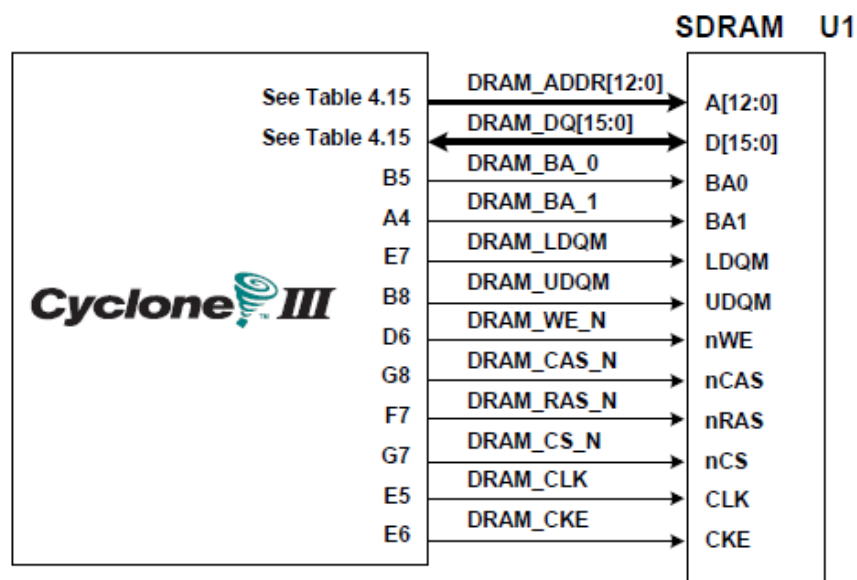 SDRAM U1
See Table 4.15 DRAM_ADDR[12:0] A[12:0]
See Table 4.15 DRAM_DQ[15:0] D[15:0]
B5 DRAM_BA_0 BA0
A4 DRAM_BA_1 BA1
E7 DRAM_LDQM LDQM
B8 DRAM_UDQM UDQM
Cyclone III
TM
D6 DRAM_WE_N nWE
G8 DRAM_CAS_N nCAS
F7 DRAM_RAS_N nRAS
G7 DRAM_CS_N nCS
E5 DRAM_CLK CLK
E6 DRAM_CKE CKE